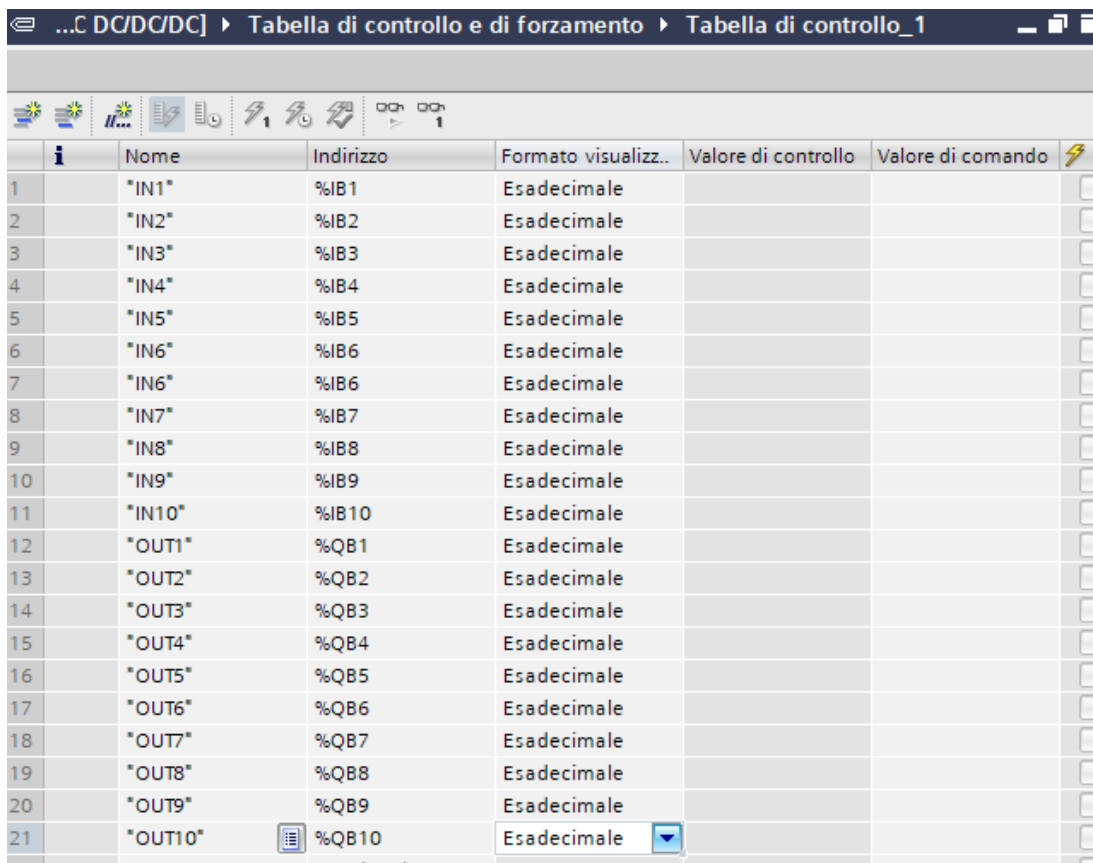 ...C DC/DC/DC] Tabella di controllo e di forzamento Tabella di controllo_1
i Nome Indirizzo Formato visualizz.. Valore di controllo Valore di comando
1 "IN1" %IB1 Esadecimale
2 "IN2" %IB2 Esadecimale
3 "IN3" %IB3 Esadecimale
4 "IN4" %IB4 Esadecimale
5 "IN5" %IB5 Esadecimale
6 "IN6" %IB6 Esadecimale
7 "IN6" %IB6 Esadecimale
8 "IN7" %IB7 Esadecimale
9 "IN8" %IB8 Esadecimale
10 "IN9" %IB9 Esadecimale
11 "IN10" %IB10 Esadecimale
12 "OUT1" %QB1 Esadecimale
13 "OUT2" %QB2 Esadecimale
14 "OUT3" %QB3 Esadecimale
15 "OUT4" %QB4 Esadecimale
16 "OUT5" %QB5 Esadecimale
17 "OUT6" %QB6 Esadecimale
18 "OUT7" %QB7 Esadecimale
19 "OUT8" %QB8 Esadecimale
20 "OUT9" %QB9 Esadecimale
21 "OUT10" %QB10 Esadecimale